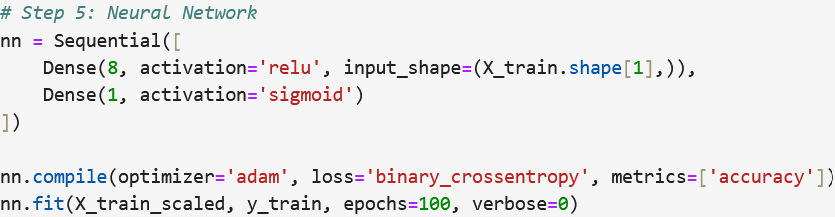 # Step 5: Neural Network
nn = Sequential([
    Dense(8, activation='relu', input_shape=(X_train.shape[1],)),
    Dense(1, activation='sigmoid')
])

nn.compile(optimizer='adam', loss='binary_crossentropy', metrics=['accuracy'])
nn.fit(X_train_scaled, y_train, epochs=100, verbose=0)